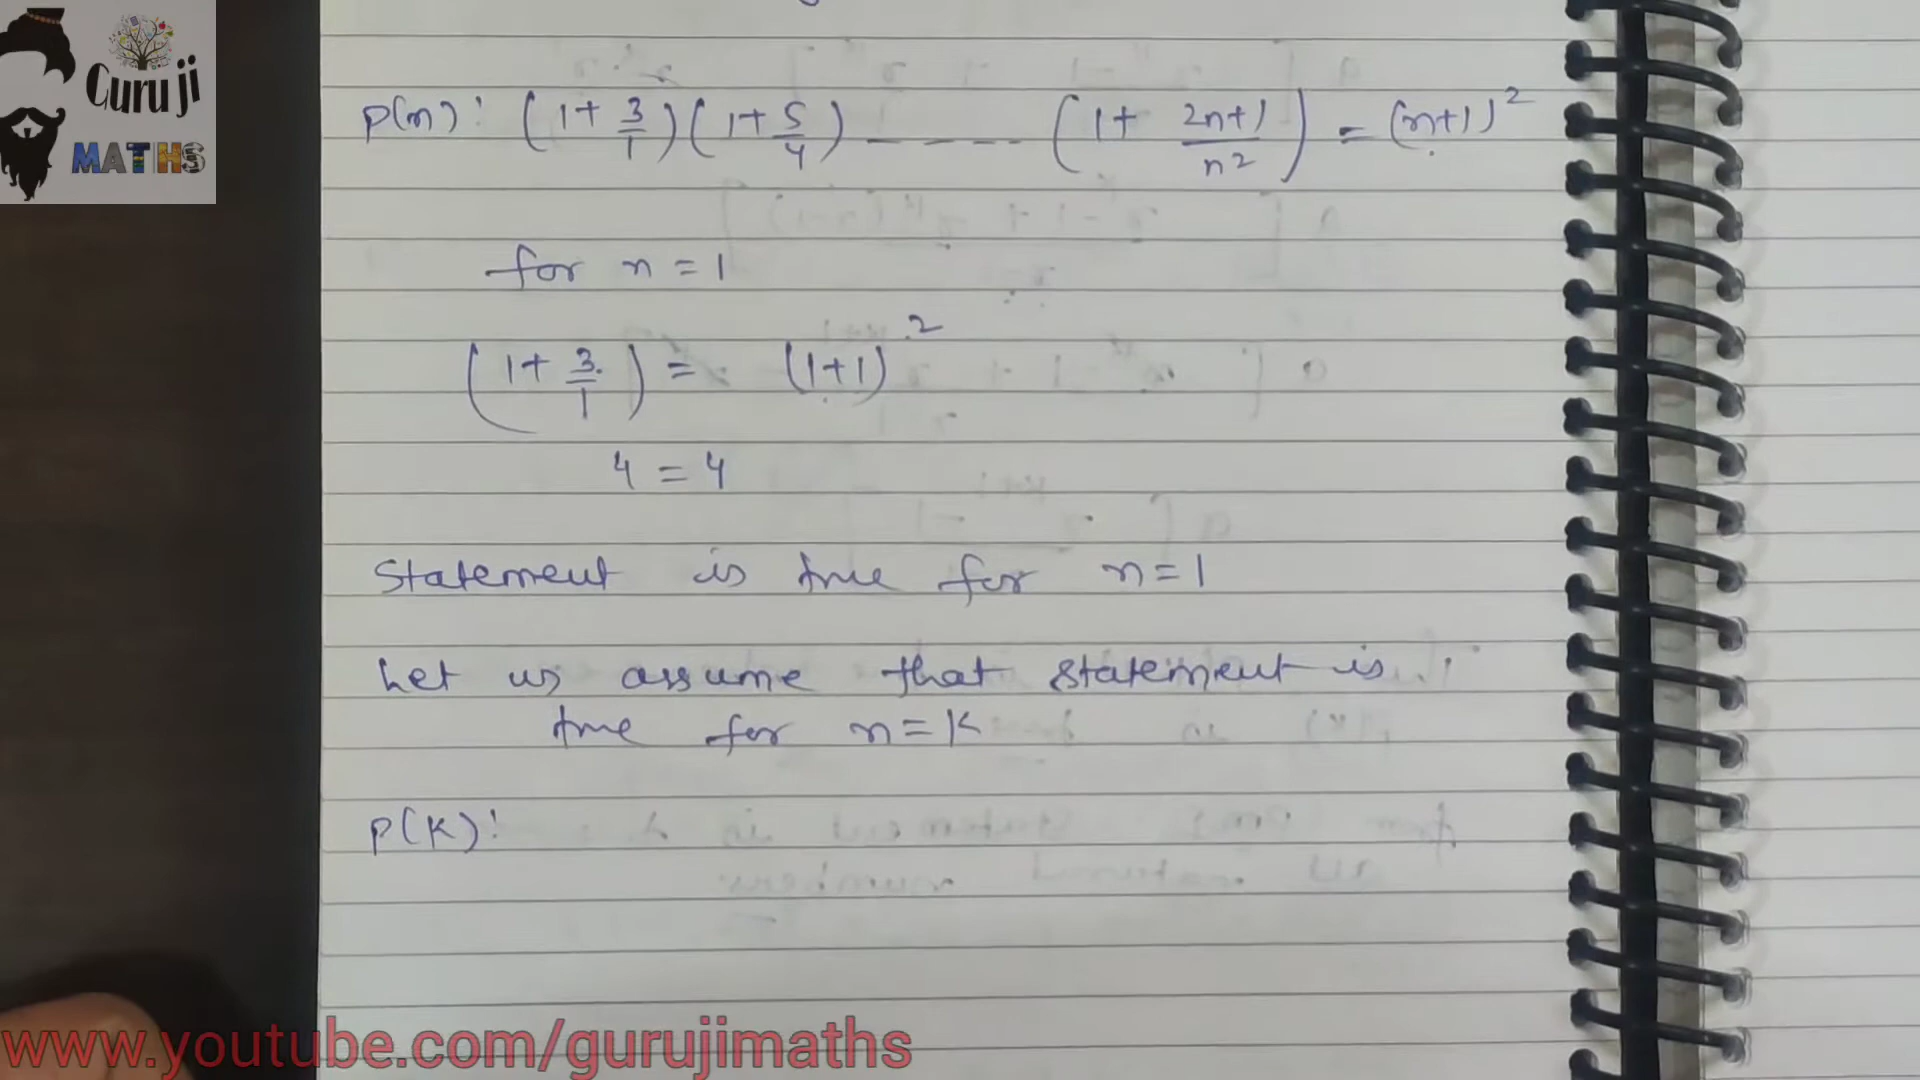 Guruji
MATHS
P(n): (1+ 3/1)(1+ 5/4) ---- (1+ 2n+1/n²) = (n+1)²
for n = 1
(1+ 3/1) = (1+1)²
4 = 4
Statement is true for n=1
Let us assume that statement is
true for n=k
P(k):
www.youtube.com/gurujimaths